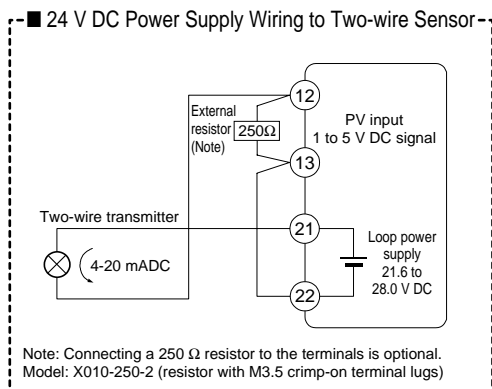 ■ 24 V DC Power Supply Wiring to Two-wire Sensor
12
External
resistor
(Note)
250Ω
PV input
1 to 5 V DC signal
13
Two-wire transmitter
21
4-20 mADC
Loop power
supply
21.6 to
28.0 V DC
22
Note: Connecting a 250 Ω resistor to the terminals is optional.
Model: X010-250-2 (resistor with M3.5 crimp-on terminal lugs)